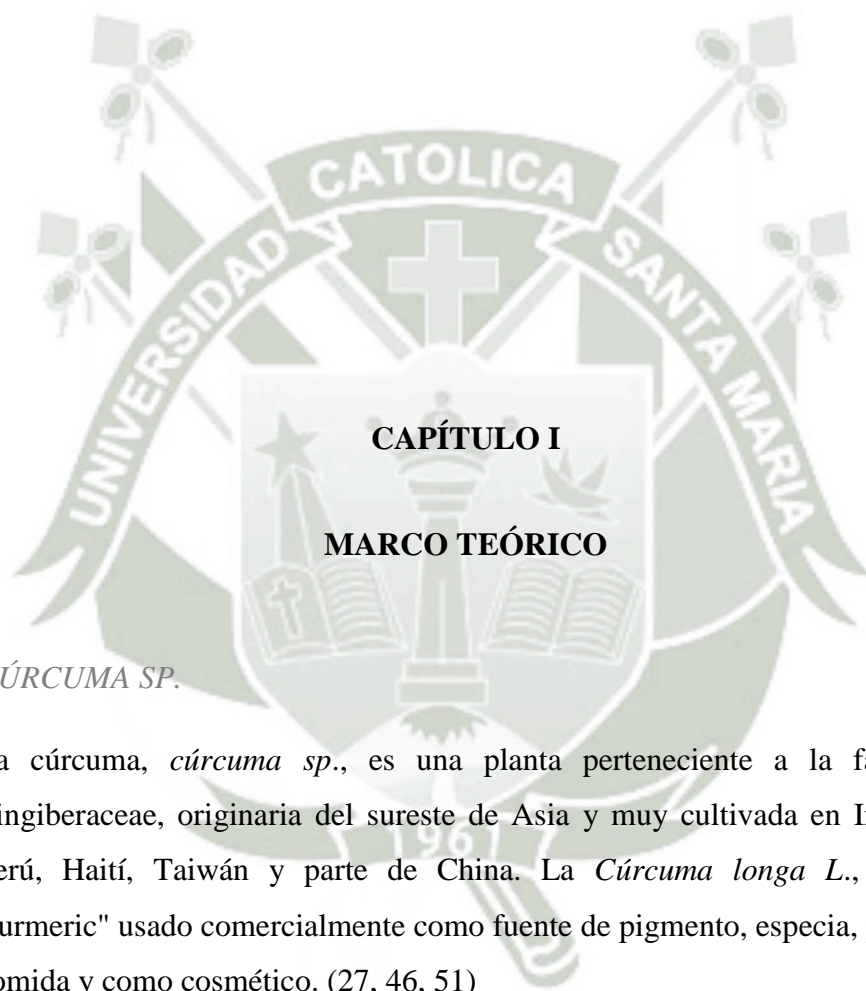 UNIVERSIDAD CATOLICA SANTA MARIA
CAPÍTULO I
MARCO TEÓRICO
ÚRCUMA SP.
a cúrcuma, cúrcuma sp., es una planta perteneciente a la fa
ingiberaceae, originaria del sureste de Asia y muy cultivada en I
erú, Haití, Taiwán y parte de China. La Cúrcuma longa L.,
urmeric" usado comercialmente como fuente de pigmento, especia,
omida y como cosmético. (27, 46, 51)
961